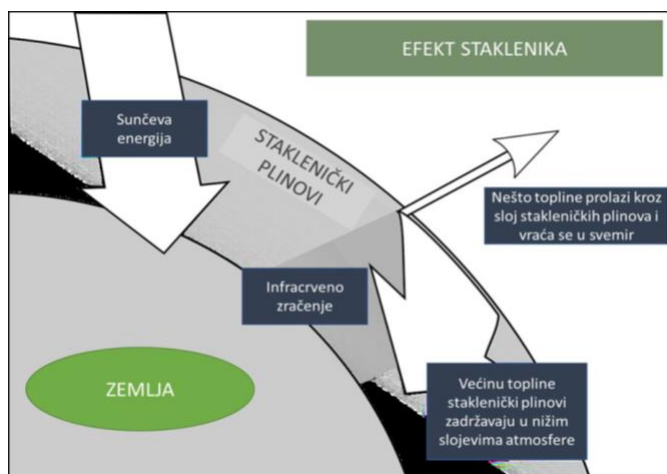 EFEKT STAKLENIKA
Sunčeva
energija
STAKLENIČKI
PLINOVI
Nešto topline prolazi kroz
sloj stakleničkih plinova i
vraća se u svemir
Infracrveno
zračenje
ZEMLJA
Većinu topline
staklenički plinovi
zadržavaju u nižim
slojevima atmosfere